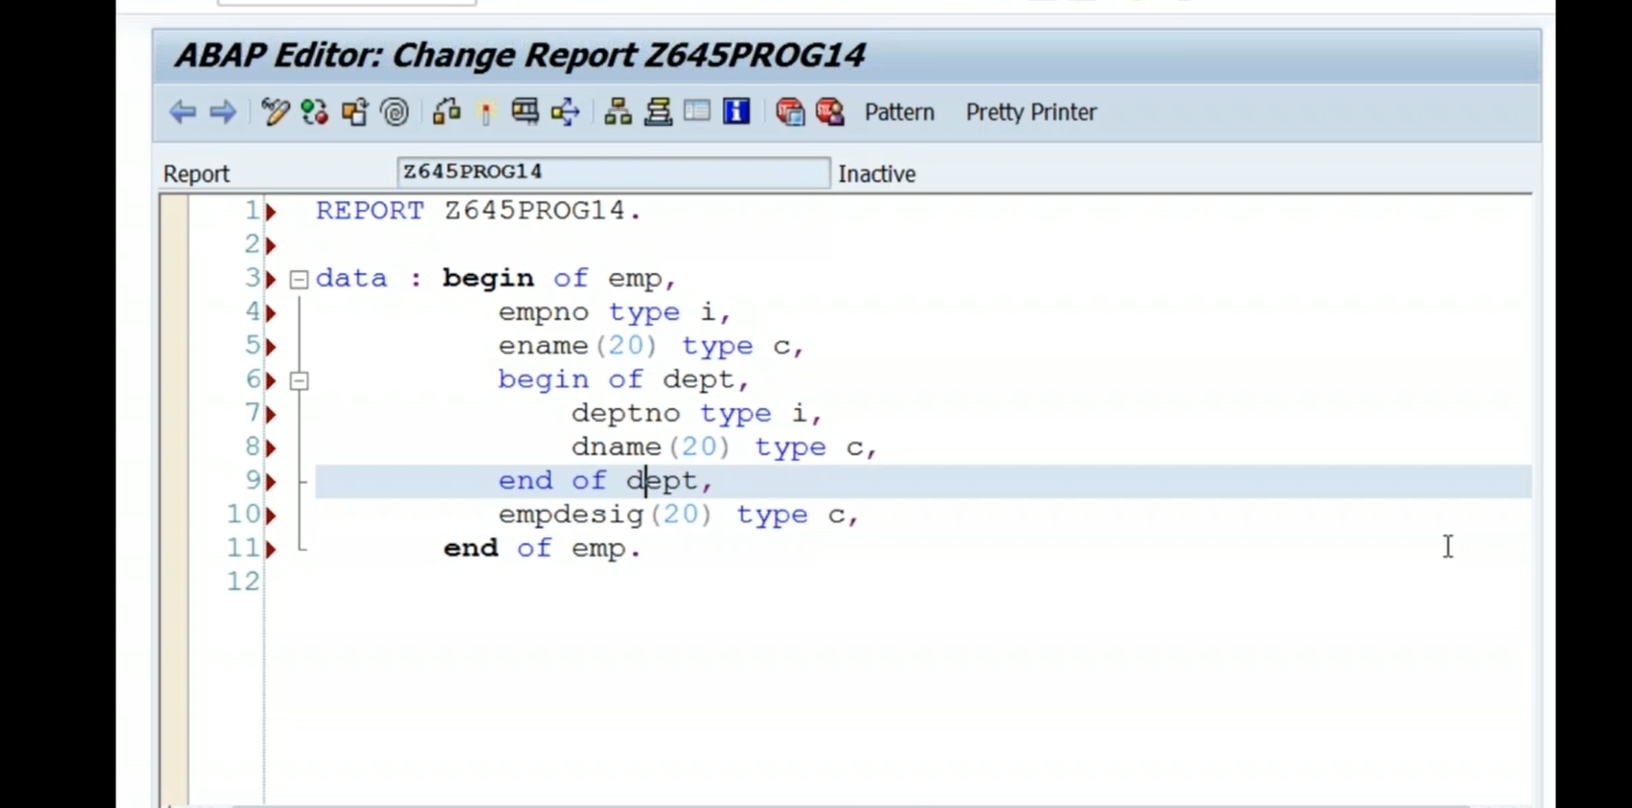 ABAP Editor: Change Report Z645PROG14
Pattern Pretty Printer
Report Z645PROG14 Inactive
1 REPORT Z645PROG14.
2
3 data : begin of emp,
4 empno type i,
5 ename(20) type c,
6 begin of dept,
7 deptno type i,
8 dname(20) type c,
9 end of dept,
10 empdesig(20) type c,
11 end of emp.
12